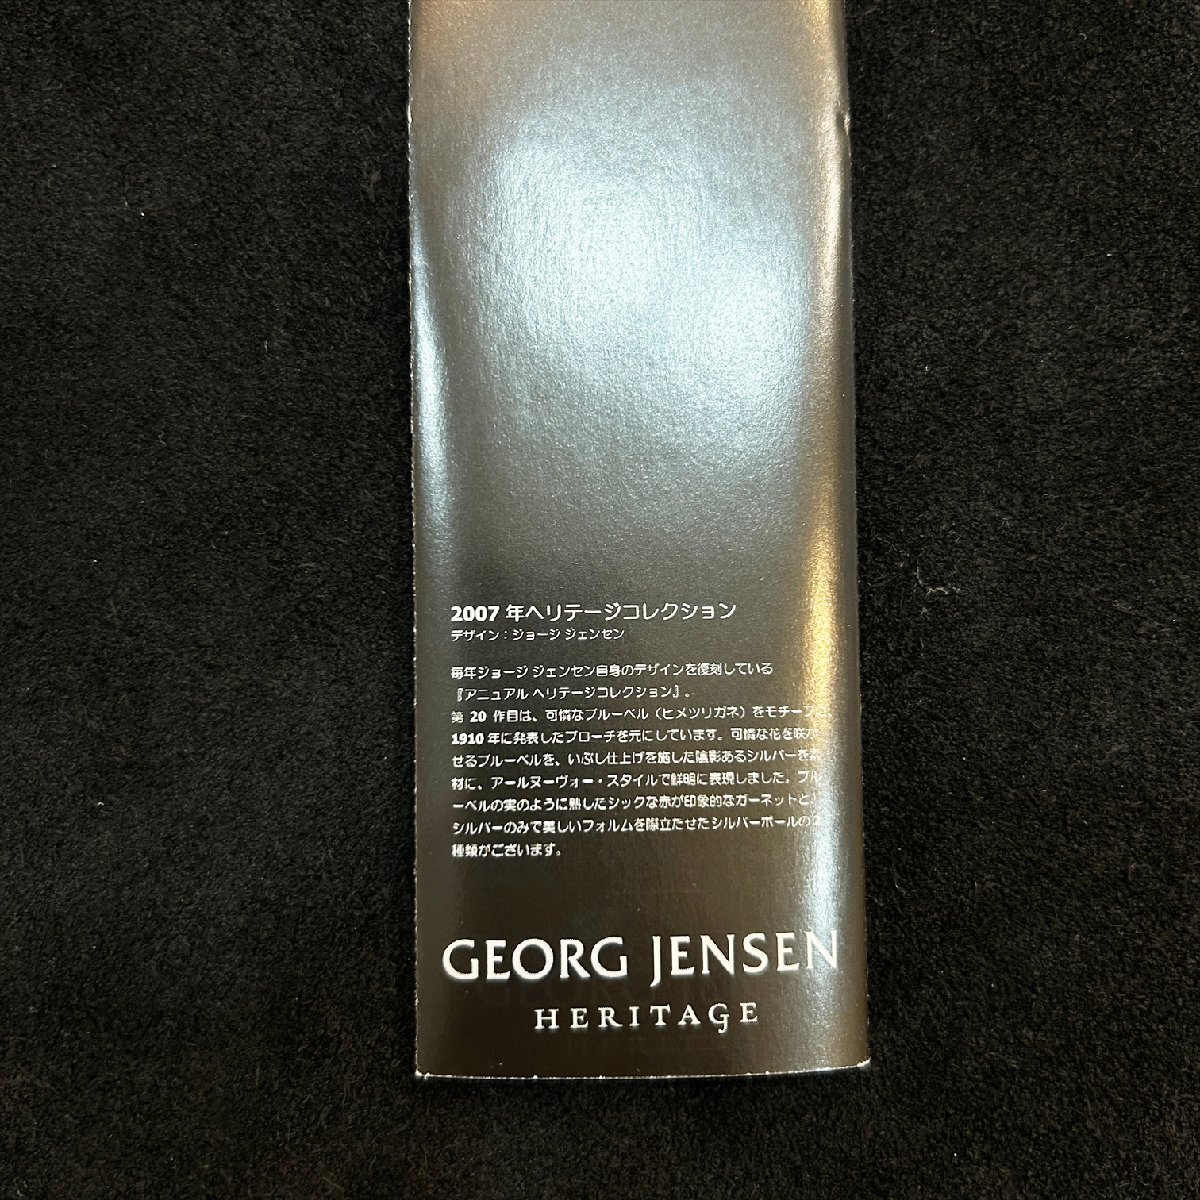 2007 年ヘリテージコレクション
デザイン：ジョージ ジェンセン
毎年ジョージ ジェンセン自身のデザインを復刻している
『アニュアル ヘリテージコレクション』。
第 20 作目は、可憐なブルーベル（ヒメツリガネ）をモチーフに、
1910 年に発表したブローチを元にしています。可憐な花を咲か
せるブルーベルを、いぶし仕上げを施した陰影あるシルバーを素
材に、アールヌーヴォー・スタイルで鮮明に表現しました。ブル
ーベルの実のように熟したシックな赤が印象的なガーネットと、
シルバーのみで美しいフォルムを際立たせたシルバーボールの2
種類がございます。
GEORG JENSEN
HERITAGE